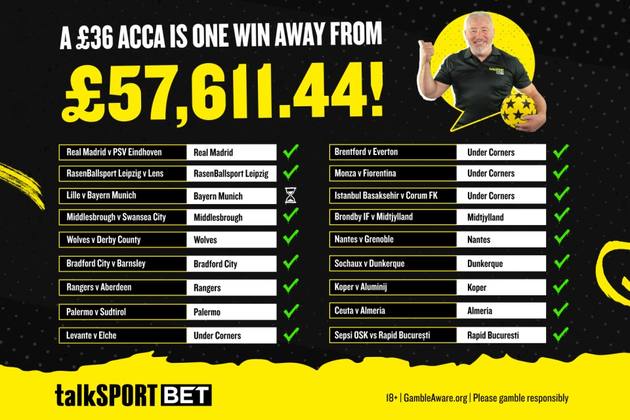 A £36 ACCA IS ONE WIN AWAY FROM
£57,611.44!
Real Madrid v PSV Eindhoven Real Madrid
RasenBallsport Leipzig v Lens RasenBallsport Leipzig
Lille v Bayern Munich Bayern Munich
Middlesbrough v Swansea City Middlesbrough
Wolves v Derby County Wolves
Bradford City v Barnsley Bradford City
Rangers v Aberdeen Rangers
Palermo v Sudtirol Palermo
Levante v Elche Under Corners
Brentford v Everton Under Corners
Monza v Fiorentina Under Corners
Istanbul Basaksehir v Corum FK Under Corners
Brondby IF v Midtjylland Midtjylland
Nantes v Grenoble Nantes
Sochaux v Dunkerque Dunkerque
Koper v Aluminij Koper
Ceuta v Almeria Almeria
Sepsi OSK vs Rapid București Rapid Bucuresti
talkSPORT BET
18+ | GambleAware.org | Please gamble responsibly